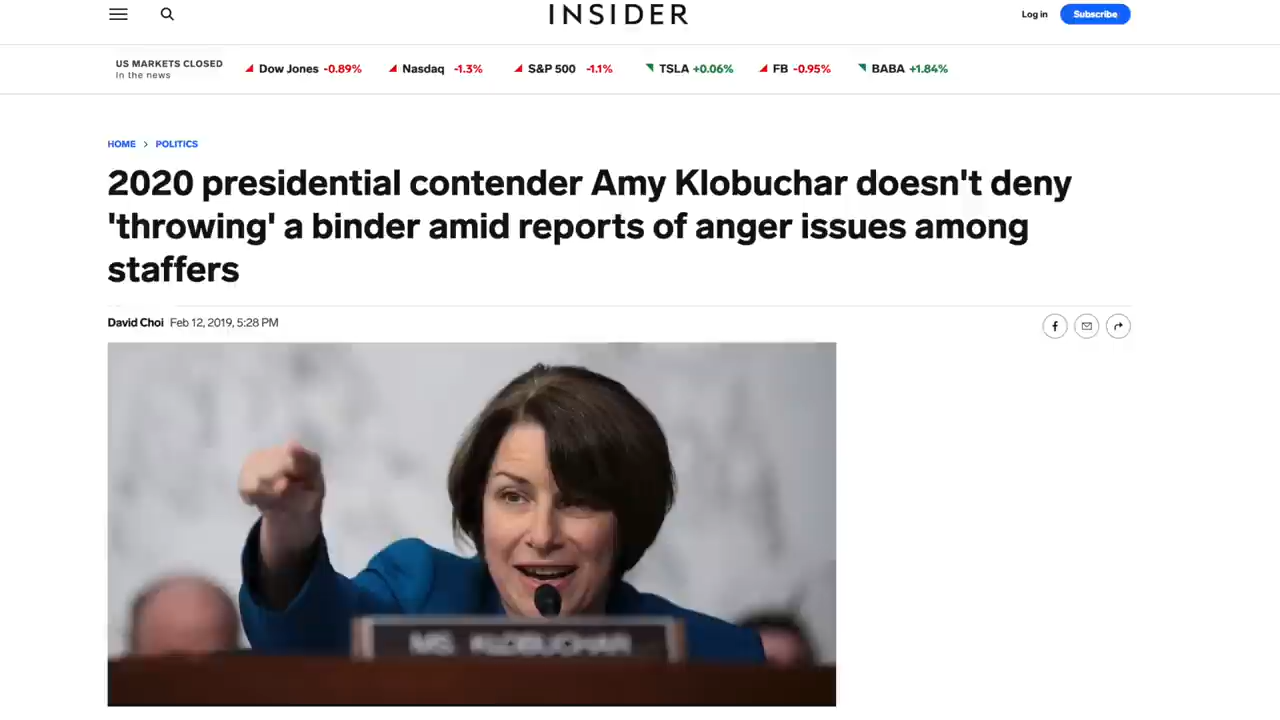 INSIDER
Log in
Subscribe
US MARKETS CLOSED
In the news
Dow Jones -0.89%
Nasdaq -1.3%
S&P 500 -1.1%
TSLA +0.06%
FB -0.95%
BABA +1.84%
HOME > POLITICS
2020 presidential contender Amy Klobuchar doesn't deny
'throwing' a binder amid reports of anger issues among
staffers
David Choi Feb 12, 2019, 5:28 PM
MS. KLOBUCHAR